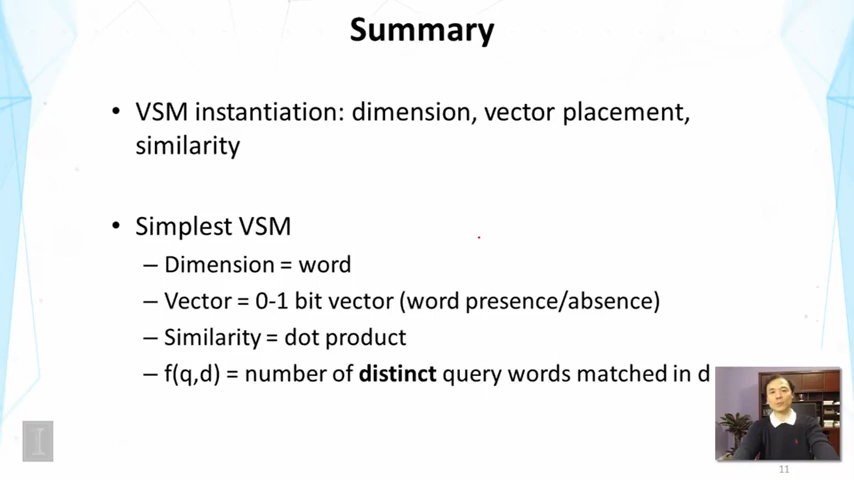 Summary
• VSM instantiation: dimension, vector placement,
similarity
• Simplest VSM
– Dimension = word
– Vector = 0-1 bit vector (word presence/absence)
– Similarity = dot product
– f(q,d) = number of distinct query words matched in d
I
11